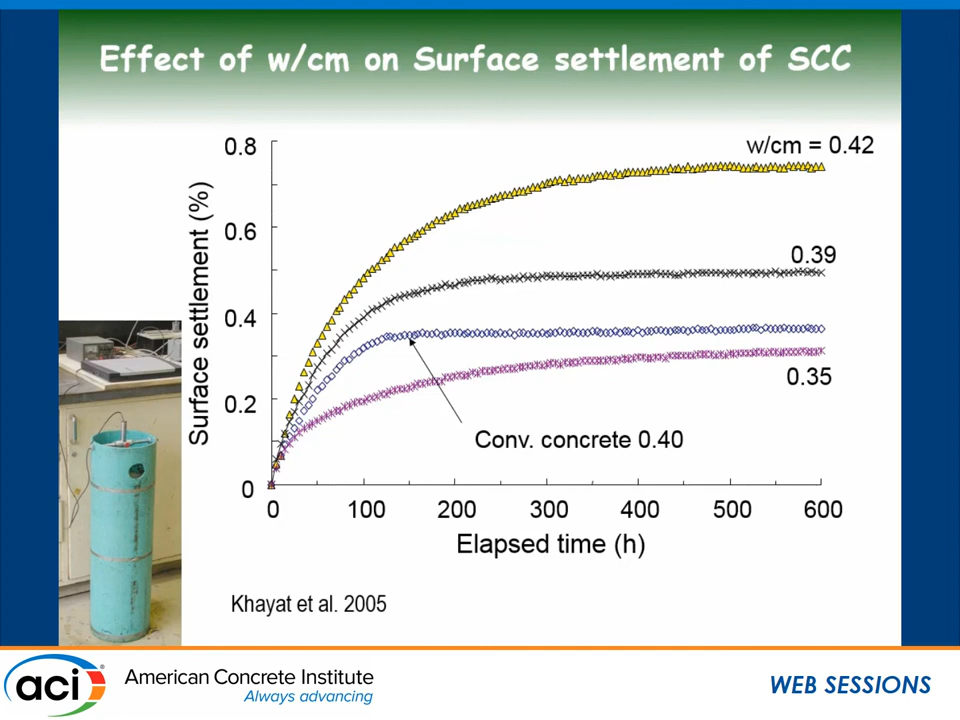 Effect of w/cm on Surface settlement of SCC
w/cm = 0.42
0.39
0.35
Conv. concrete 0.40
Surface settlement (%)
0.8
0.6
0.4
0.2
0
0 100 200 300 400 500 600
Elapsed time (h)
Khayat et al. 2005
aci®
American Concrete Institute
Always advancing
WEB SESSIONS